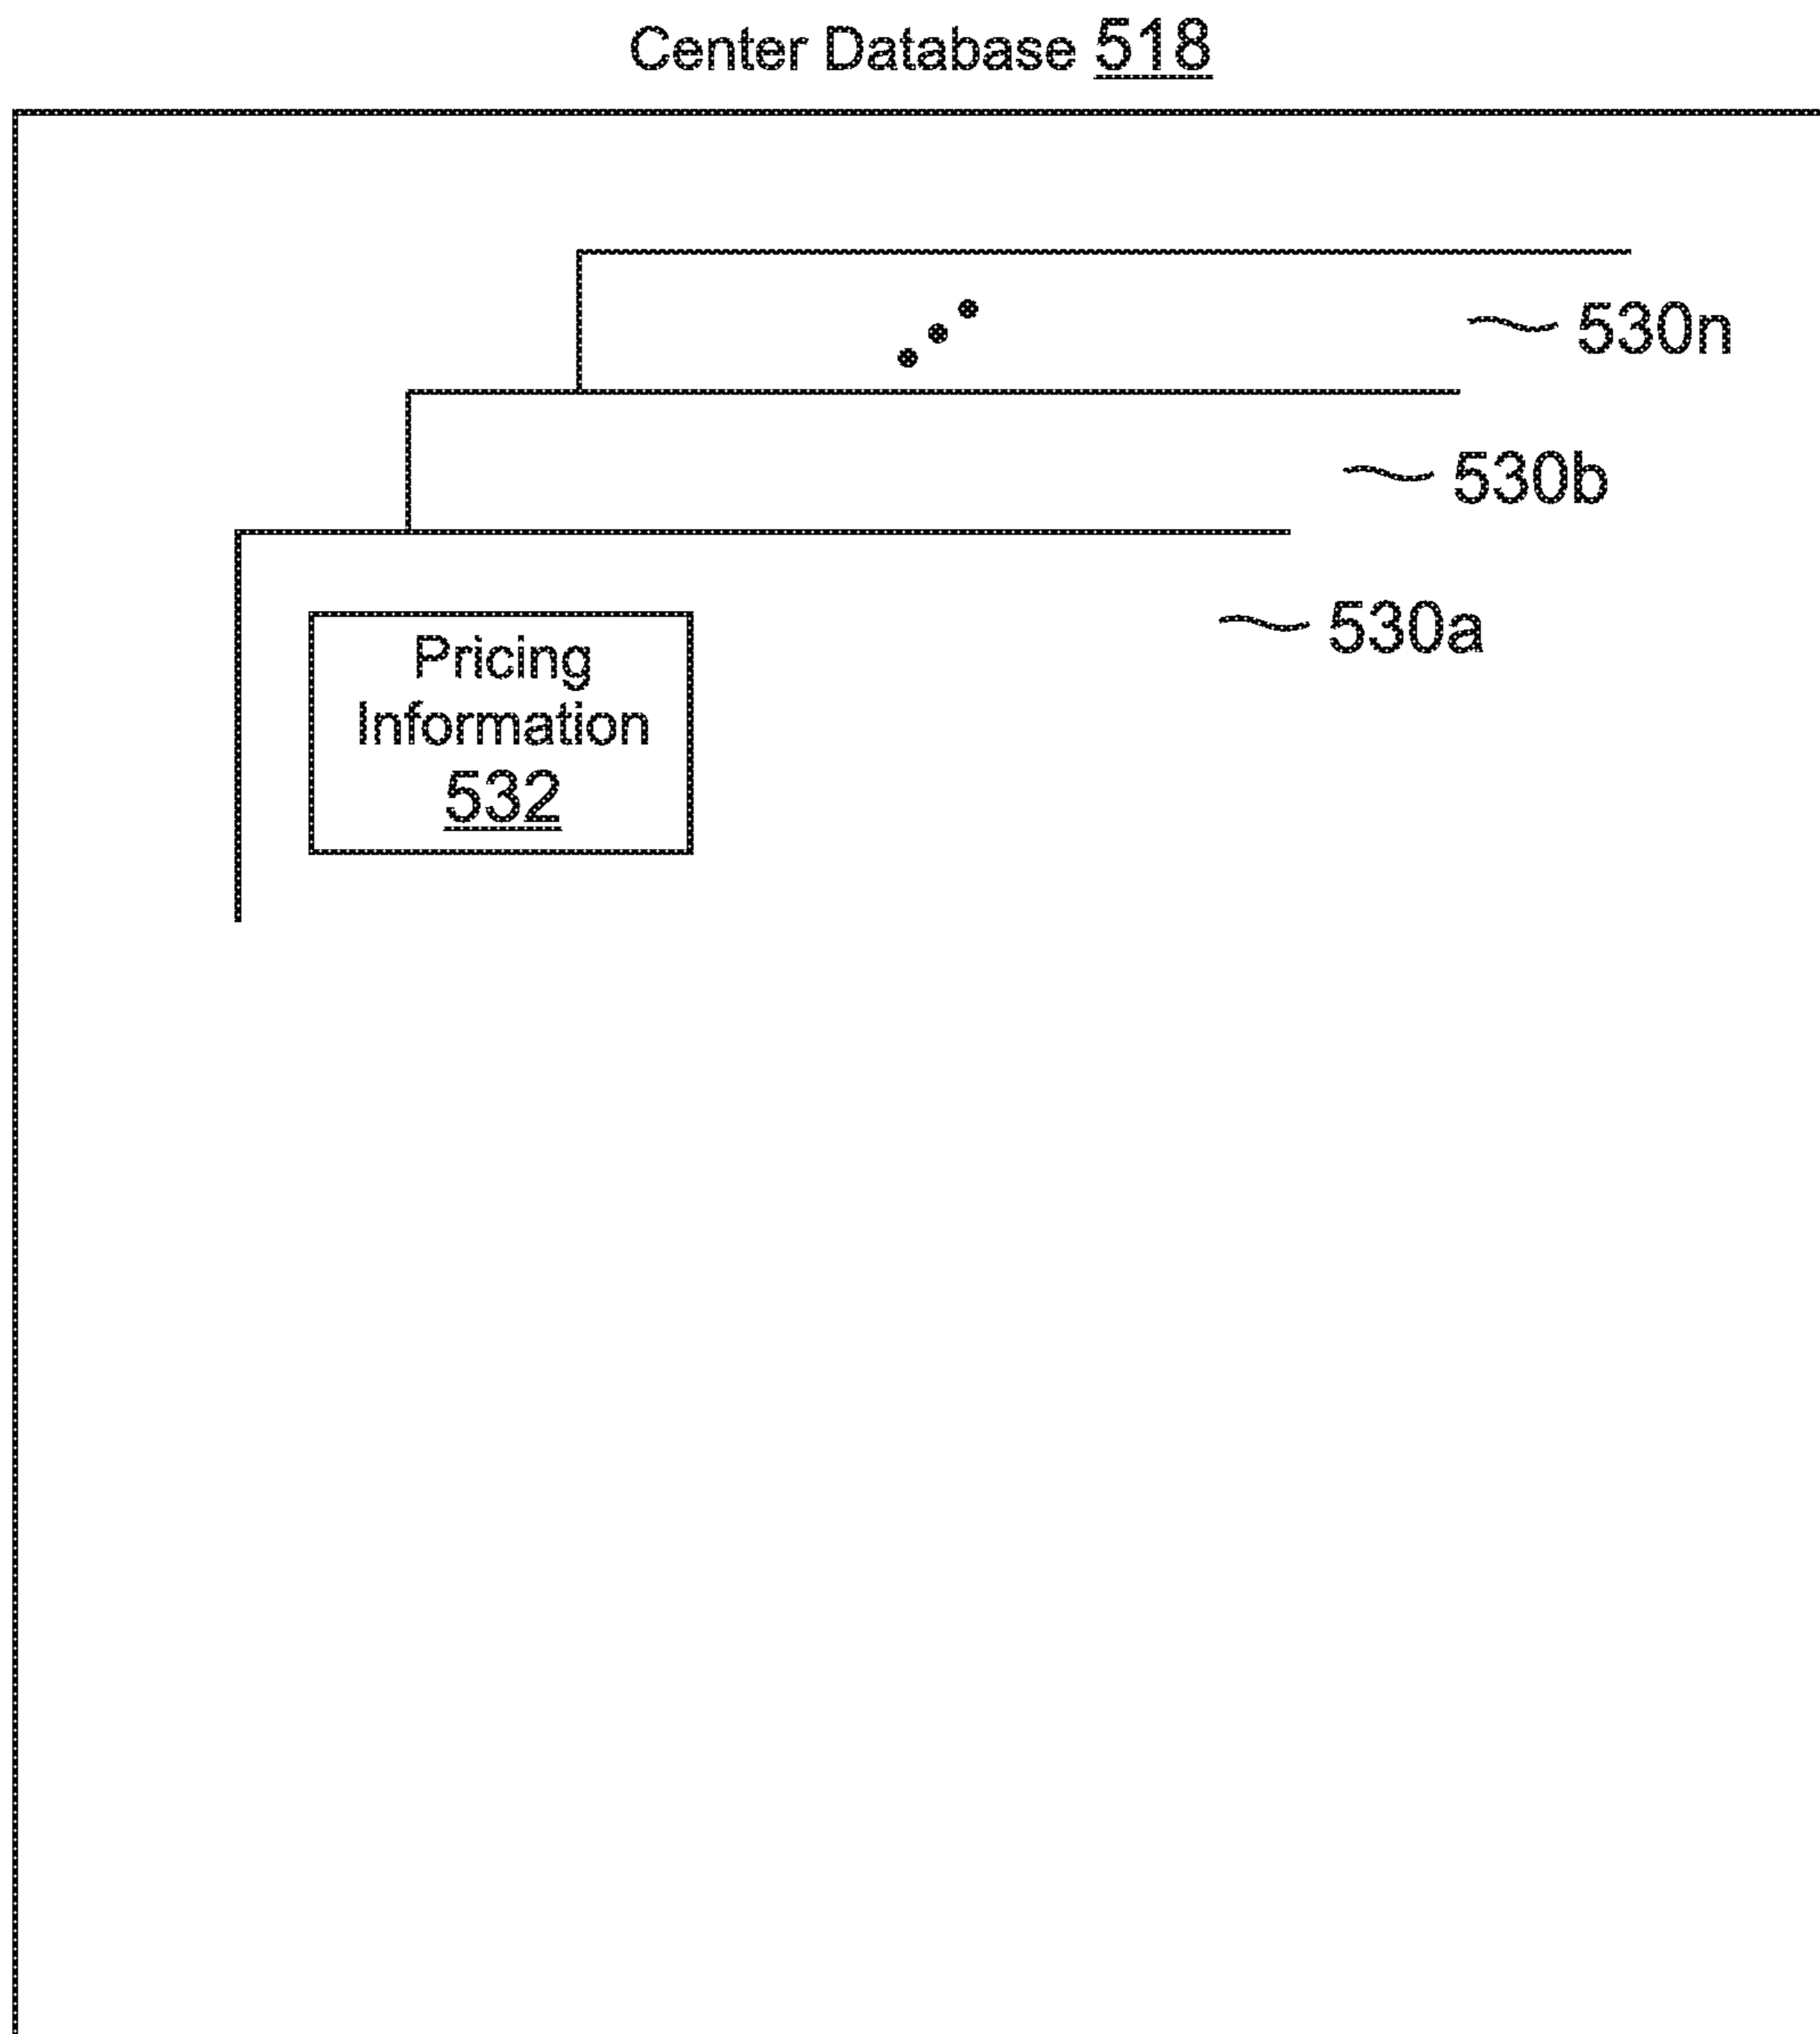 Center Database 518
530n
530b
530a
Pricing
Information
532